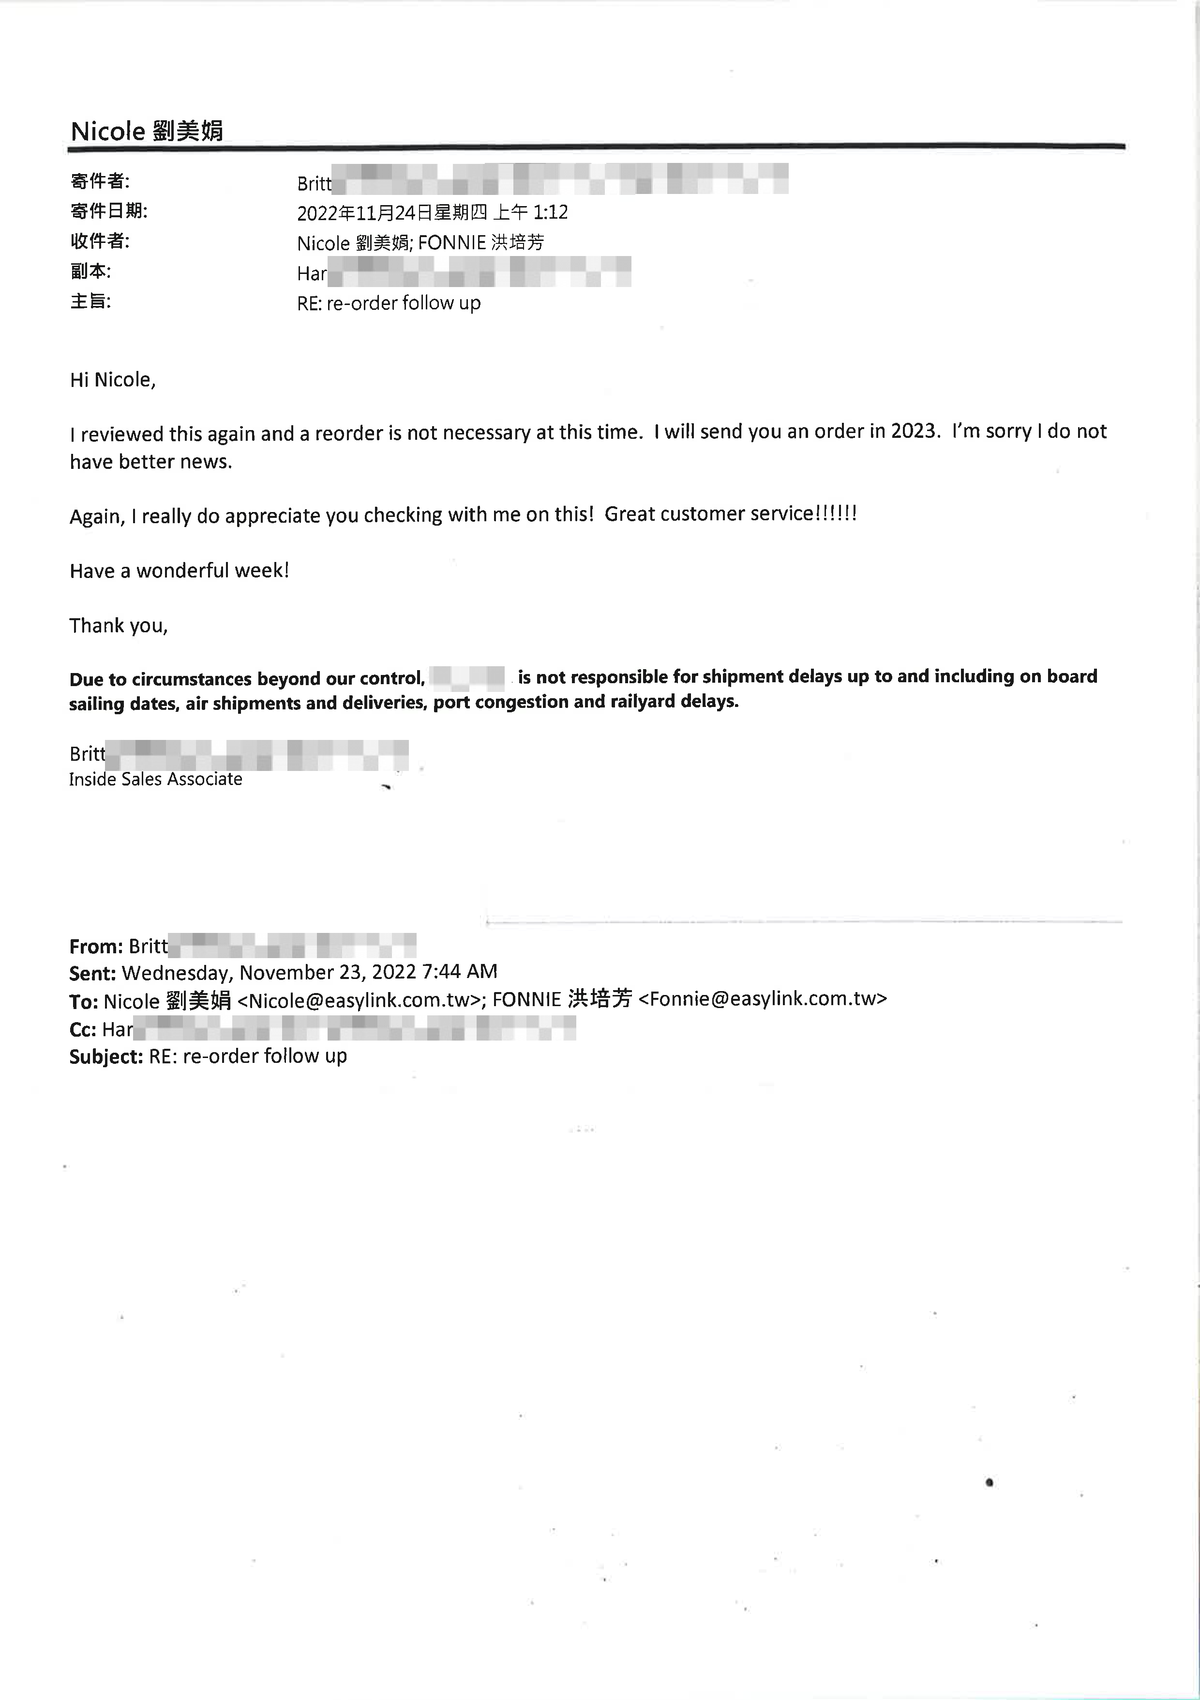 Nicole 劉美娟
寄件者: Britt
寄件日期: 2022年11月24日星期四 上午 1:12
收件者: Nicole 劉美娟; FONNIE 洪培芳
副本: Har
主旨: RE: re-order follow up
Hi Nicole,
I reviewed this again and a reorder is not necessary at this time.  I will send you an order in 2023.  I’m sorry I do not
have better news.
Again, I really do appreciate you checking with me on this!  Great customer service!!!!!!
Have a wonderful week!
Thank you,
Due to circumstances beyond our control, is not responsible for shipment delays up to and including on board
sailing dates, air shipments and deliveries, port congestion and railyard delays.
Britt
Inside Sales Associate
From: Britt
Sent: Wednesday, November 23, 2022 7:44 AM
To: Nicole 劉美娟 <Nicole@easylink.com.tw>; FONNIE 洪培芳 <Fonnie@easylink.com.tw>
Cc: Har
Subject: RE: re-order follow up